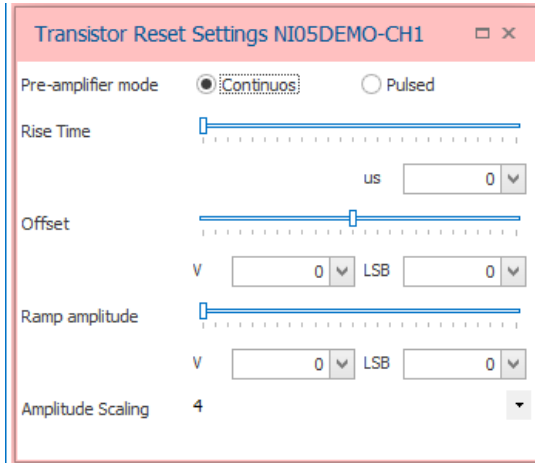 Transistor Reset Settings NI05DEMO-CH1
Pre-amplifier mode Continuos Pulsed
Rise Time
us 0
Offset
V 0 LSB 0
Ramp amplitude
V 0 LSB 0
Amplitude Scaling 4